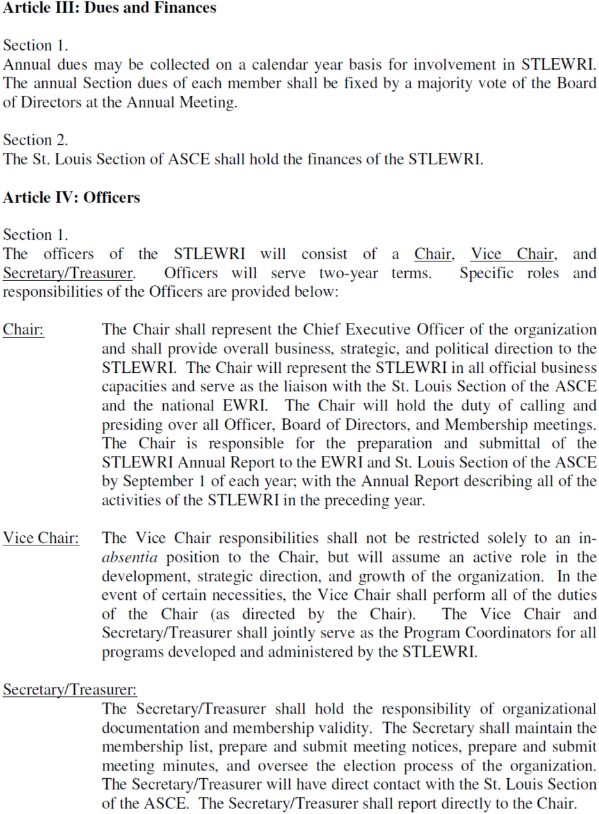 Article III: Dues and Finances
Section 1.
Annual dues may be collected on a calendar year basis for involvement in STLEWRI.
The annual Section dues of each member shall be fixed by a majority vote of the Board
of Directors at the Annual Meeting.
Section 2.
The St. Louis Section of ASCE shall hold the finances of the STLEWRI.
Article IV: Officers
Section 1.
The officers of the STLEWRI will consist of a Chair, Vice Chair, and
Secretary/Treasurer. Officers will serve two-year terms. Specific roles and
responsibilities of the Officers are provided below:
Chair: The Chair shall represent the Chief Executive Officer of the organization
and shall provide overall business, strategic, and political direction to the
STLEWRI. The Chair will represent the STLEWRI in all official business
capacities and serve as the liaison with the St. Louis Section of the ASCE
and the national EWRI. The Chair will hold the duty of calling and
presiding over all Officer, Board of Directors, and Membership meetings.
The Chair is responsible for the preparation and submittal of the
STLEWRI Annual Report to the EWRI and St. Louis Section of the ASCE
by September 1 of each year; with the Annual Report describing all of the
activities of the STLEWRI in the preceding year.
Vice Chair: The Vice Chair responsibilities shall not be restricted solely to an in-
absentia position to the Chair, but will assume an active role in the
development, strategic direction, and growth of the organization. In the
event of certain necessities, the Vice Chair shall perform all of the duties
of the Chair (as directed by the Chair). The Vice Chair and
Secretary/Treasurer shall jointly serve as the Program Coordinators for all
programs developed and administered by the STLEWRI.
Secretary/Treasurer:
The Secretary/Treasurer shall hold the responsibility of organizational
documentation and membership validity. The Secretary shall maintain the
membership list, prepare and submit meeting notices, prepare and submit
meeting minutes, and oversee the election process of the organization.
The Secretary/Treasurer will have direct contact with the St. Louis Section
of the ASCE. The Secretary/Treasurer shall report directly to the Chair.